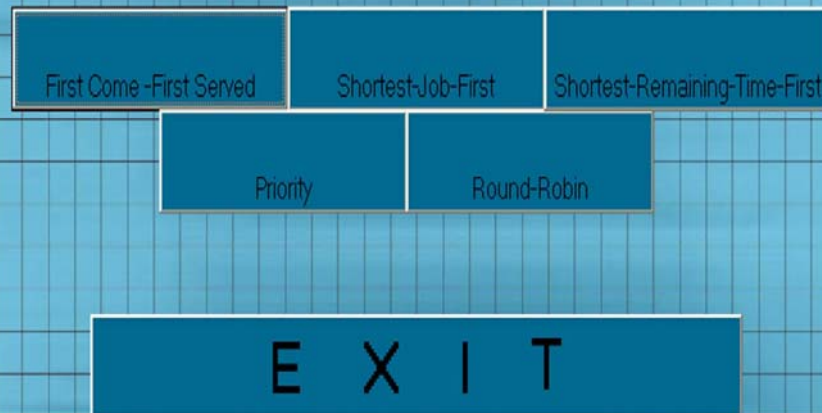 First Come -First Served
Shortest-Job-First
Shortest-Remaining-Time-First
Priority
Round-Robin
E X I T